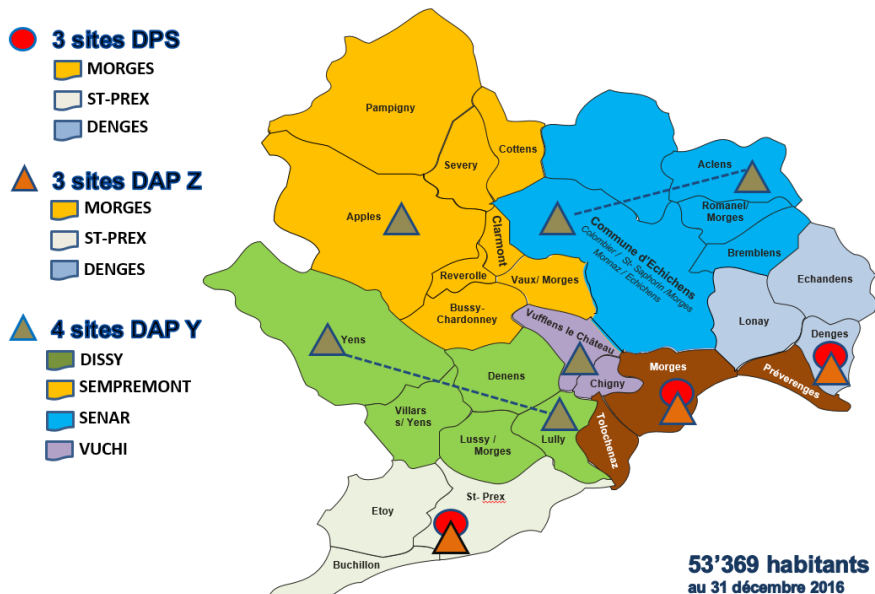 3 sites DPS
MORGES
ST-PREX
DENGES
3 sites DAP Z
MORGES
ST-PREX
DENGES
4 sites DAP Y
DISSY
SEMPREMONT
SENAR
VUCHI
Pampigny
Cottens
Severy
Apples
Clarmont
Reverolle
Vaux/ Morges
Bussy-
Chardonney
Aclens
Romanel/
Morges
Bremblens
Commune d'Echichens
Colombier / St- Saphorin /Morges
Monnaz / Echichens
Echandens
Lonay
Denges
Préverenges
Vufflens le Château
Chigny
Morges
Tolochenaz
Yens
Denens
Villars
s/ Yens
Lussy /
Morges
Lully
Etoy
St- Prex
Buchillon
53'369 habitants
au 31 décembre 2016